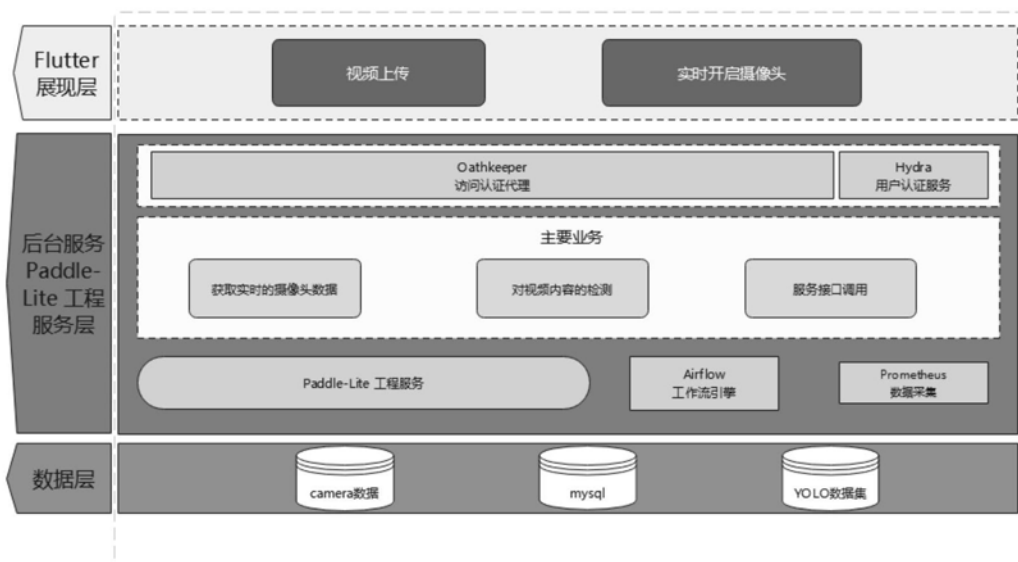 Flutter
展现层
视频上传
实时开启摄像头
后台服务
Paddle-
Lite 工程
服务层
Oathkeeper
访问认证代理
Hydra
用户认证服务
主要业务
获取实时的摄像头数据
对视频内容的检测
服务接口调用
Paddle-Lite 工程服务
Airflow
工作流引擎
Prometheus
数据采集
数据层
camera数据
mysql
YOLO数据集